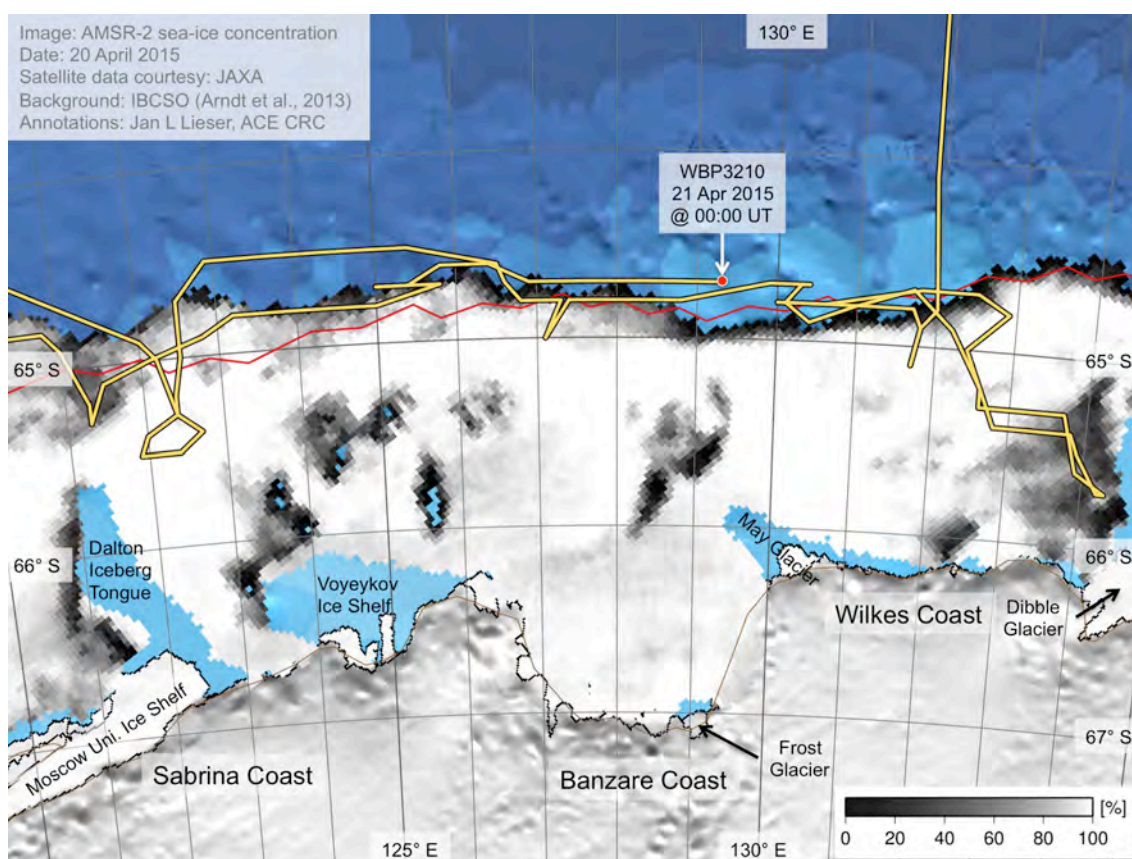 Image: AMSR-2 sea-ice concentration
Date: 20 April 2015
Satellite data courtesy: JAXA
Background: IBCSO (Arndt et al., 2013)
Annotations: Jan L Lieser, ACE CRC
130° E
WBP3210
21 Apr 2015
@ 00:00 UT
65° S
65° S
Dalton
Iceberg
Tongue
66° S
Voyeykov
Ice Shelf
May Glacier
66° S
Wilkes Coast
Dibble
Glacier
Moscow Uni. Ice Shelf
Sabrina Coast
Banzare Coast
Frost
Glacier
67° S
[%]
0 20 40 60 80 100
125° E
130° E